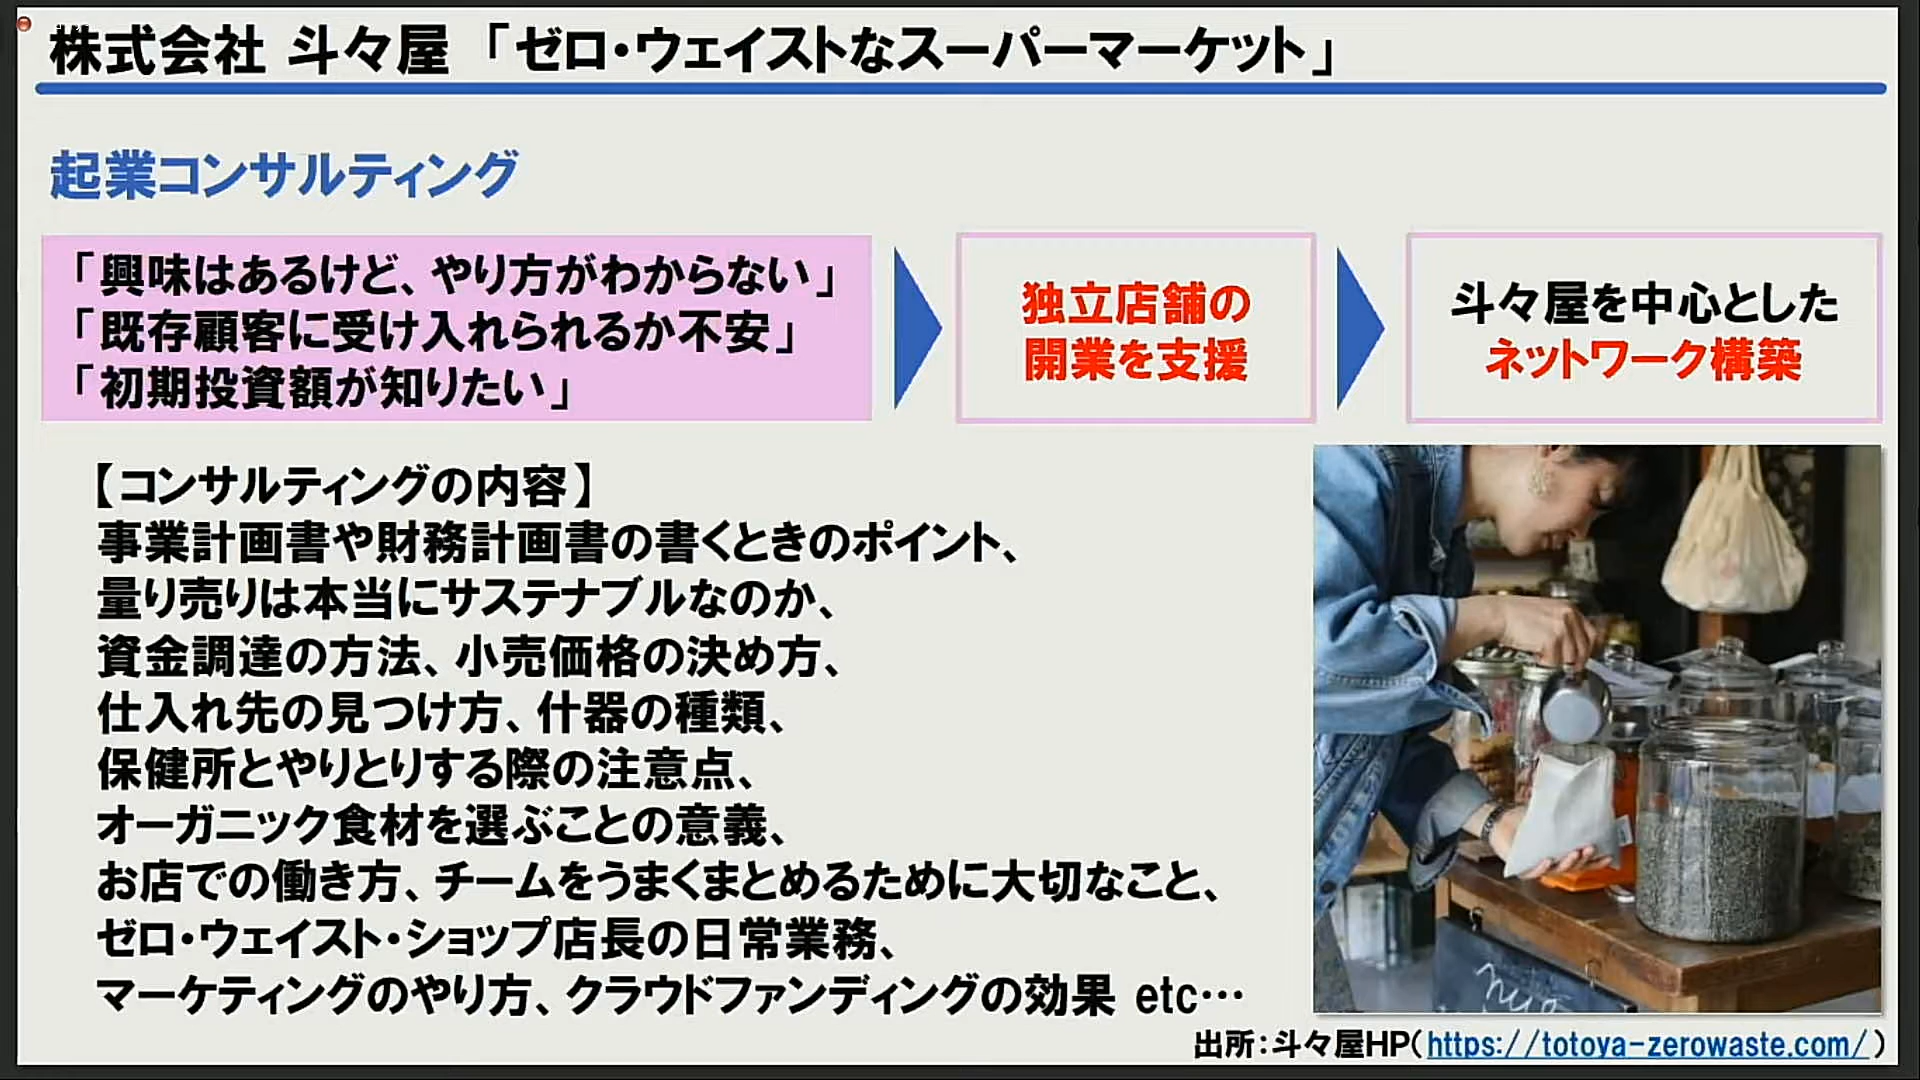 株式会社 斗々屋 「ゼロ・ウェイストなスーパーマーケット」
起業コンサルティング
「興味はあるけど、やり方がわからない」
「既存顧客に受け入れられるか不安」
「初期投資額が知りたい」
独立店舗の
開業を支援
斗々屋を中心とした
ネットワーク構築
【コンサルティングの内容】
事業計画書や財務計画書の書くときのポイント、
量り売りは本当にサステナブルなのか、
資金調達の方法、小売価格の決め方、
仕入れ先の見つけ方、什器の種類、
保健所とやりとりする際の注意点、
オーガニック食材を選ぶことの意義、
お店での働き方、チームをうまくまとめるために大切なこと、
ゼロ・ウェイスト・ショップ店長の日常業務、
マーケティングのやり方、クラウドファンディングの効果 etc…
出所：斗々屋HP（https://totoya-zerowaste.com/）